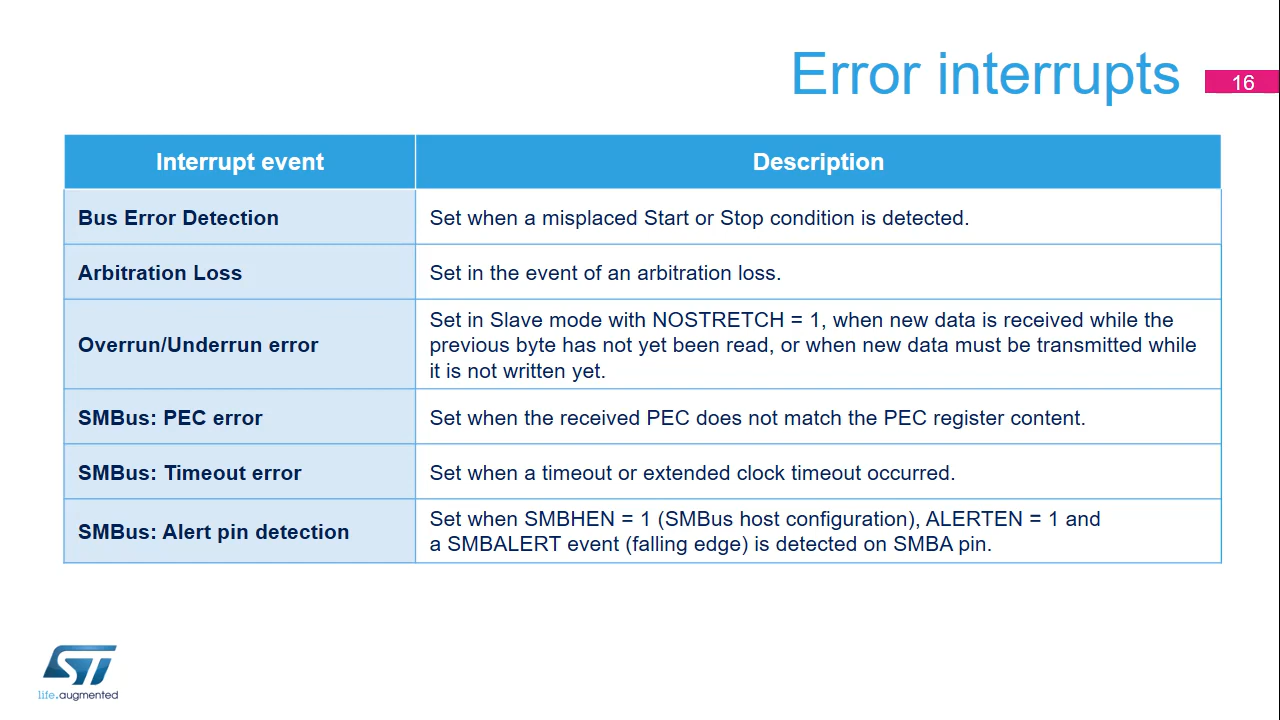 Error interrupts
16
Interrupt event
Description
Bus Error Detection
Set when a misplaced Start or Stop condition is detected.
Arbitration Loss
Set in the event of an arbitration loss.
Overrun/Underrun error
Set in Slave mode with NOSTRETCH = 1, when new data is received while the
previous byte has not yet been read, or when new data must be transmitted while
it is not written yet.
SMBus: PEC error
Set when the received PEC does not match the PEC register content.
SMBus: Timeout error
Set when a timeout or extended clock timeout occurred.
SMBus: Alert pin detection
Set when SMBHEN = 1 (SMBus host configuration), ALERTEN = 1 and
a SMBALERT event (falling edge) is detected on SMBA pin.
ST
life.augmented